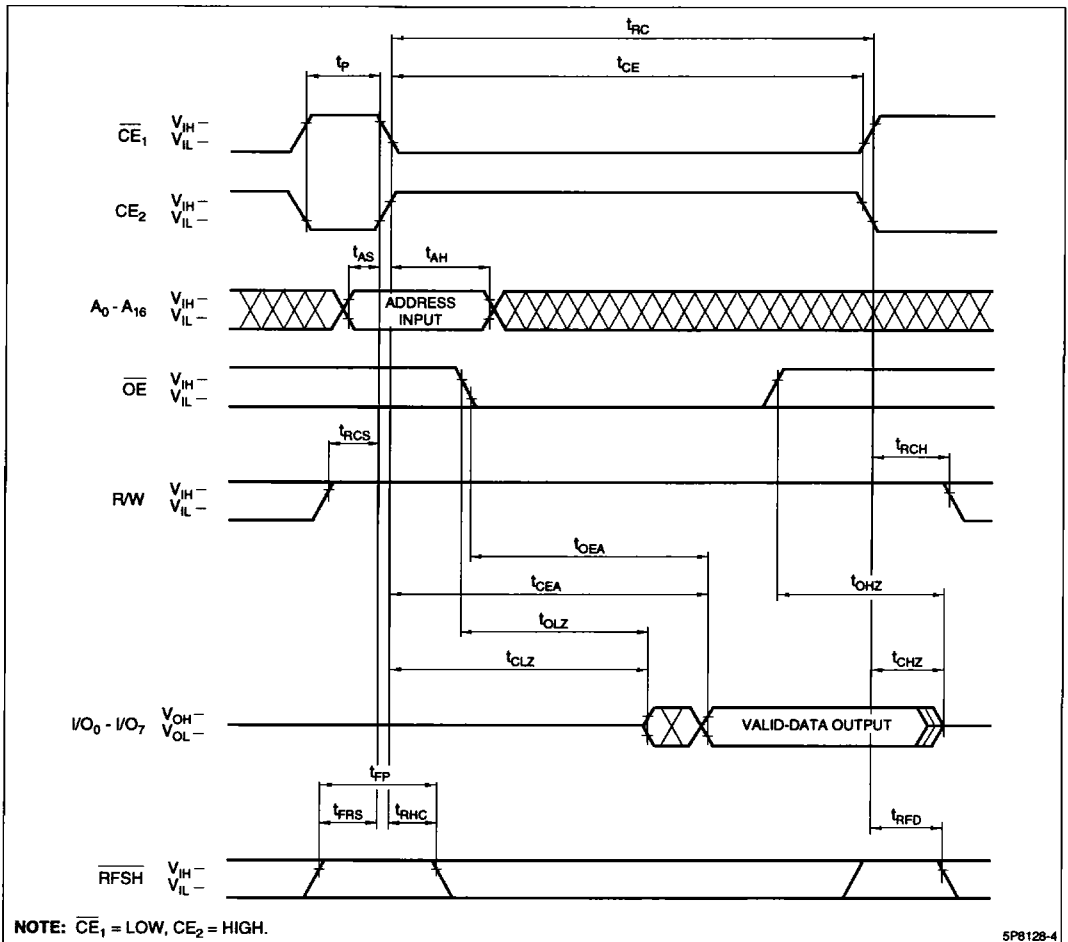 tRC
tP
tCE
CE1 VIH
VIL
CE2 VIH
VIL
tAS tAH
A0 - A16 VIH
VIL
ADDRESS
INPUT
OE VIH
VIL
tRCS tRCH
R/W VIH
VIL
tOEA
tCEA tOHZ
tOLZ
tCLZ tCHZ
I/O0 - I/O7 VOH
VOL
VALID-DATA OUTPUT
tFP
tFRS tRHC tRFD
RFSH VIH
VIL
NOTE: CE1 = LOW, CE2 = HIGH.
5P8128-4